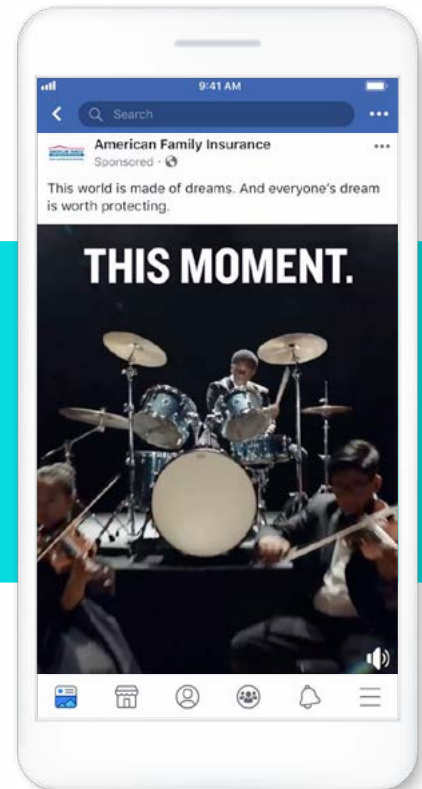 9:41 AM
Search
American Family Insurance
Sponsored
This world is made of dreams. And everyone's dream
is worth protecting.
THIS MOMENT.